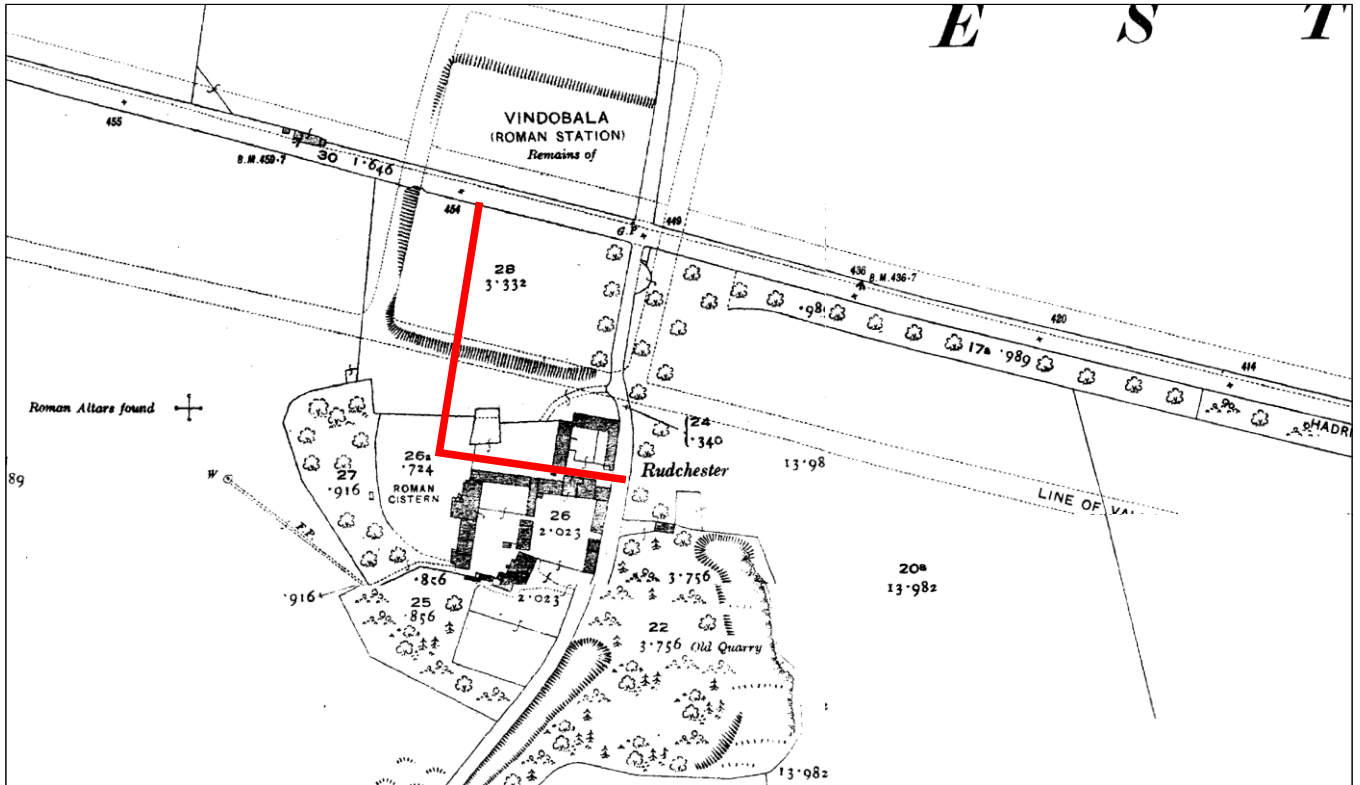 E S T
VINDOBALA
(ROMAN STATION)
Remains of
455
B.M.459·7
30 1·646
454
449
G.P
28
3·332
436
B.M.436·7
·981
420
17a ·989
414
HADRI
Roman Altars found
24
·340
Rudchester
13·98
LINE OF VAL
89
W
F.P.
27
·916
26a
·724
ROMAN
CISTERN
26
2·023
20a
13·982
·916
·856
25
·856
2·023
3·756
22
3·756 Old Quarry
13·982